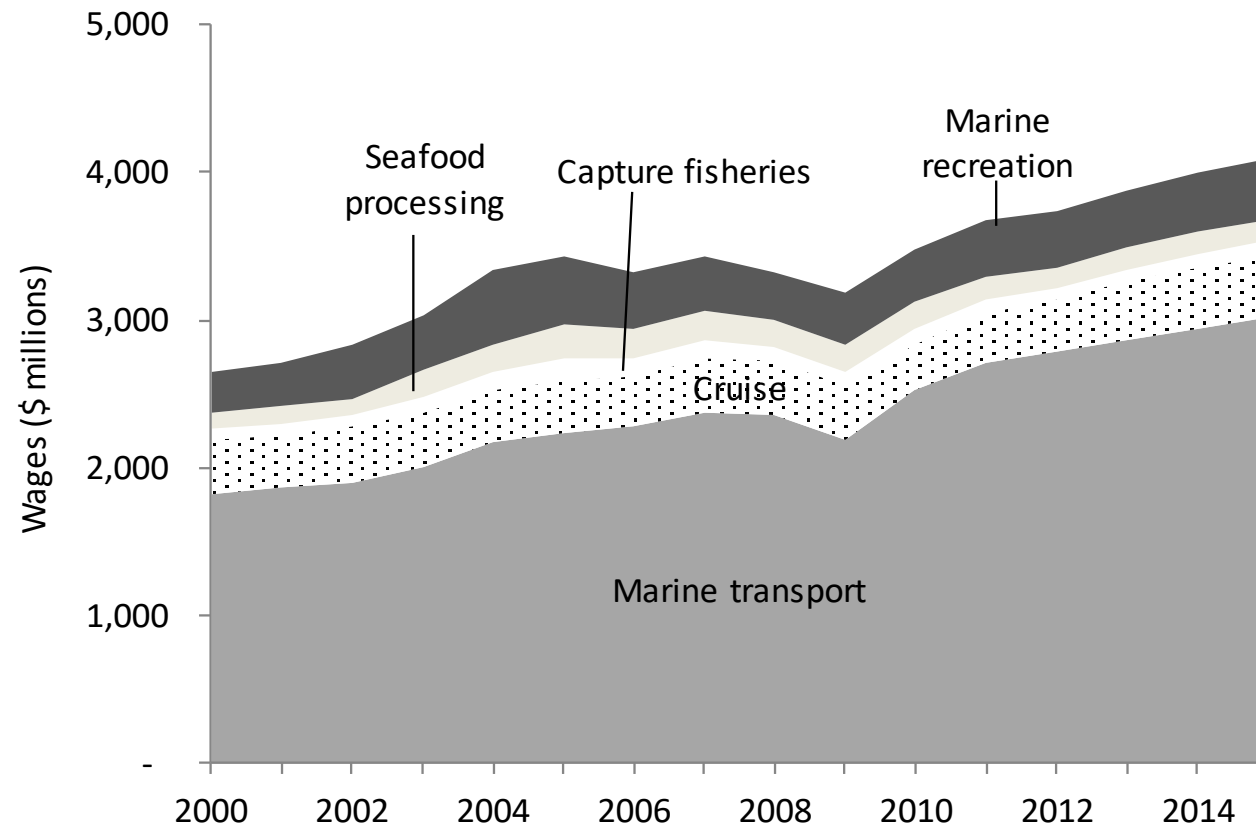 5,000
4,000
3,000
2,000
1,000
-
Wages ($ millions)
Seafood
processing
Capture fisheries
Marine
recreation
Cruise
Marine transport
2000 2002 2004 2006 2008 2010 2012 2014